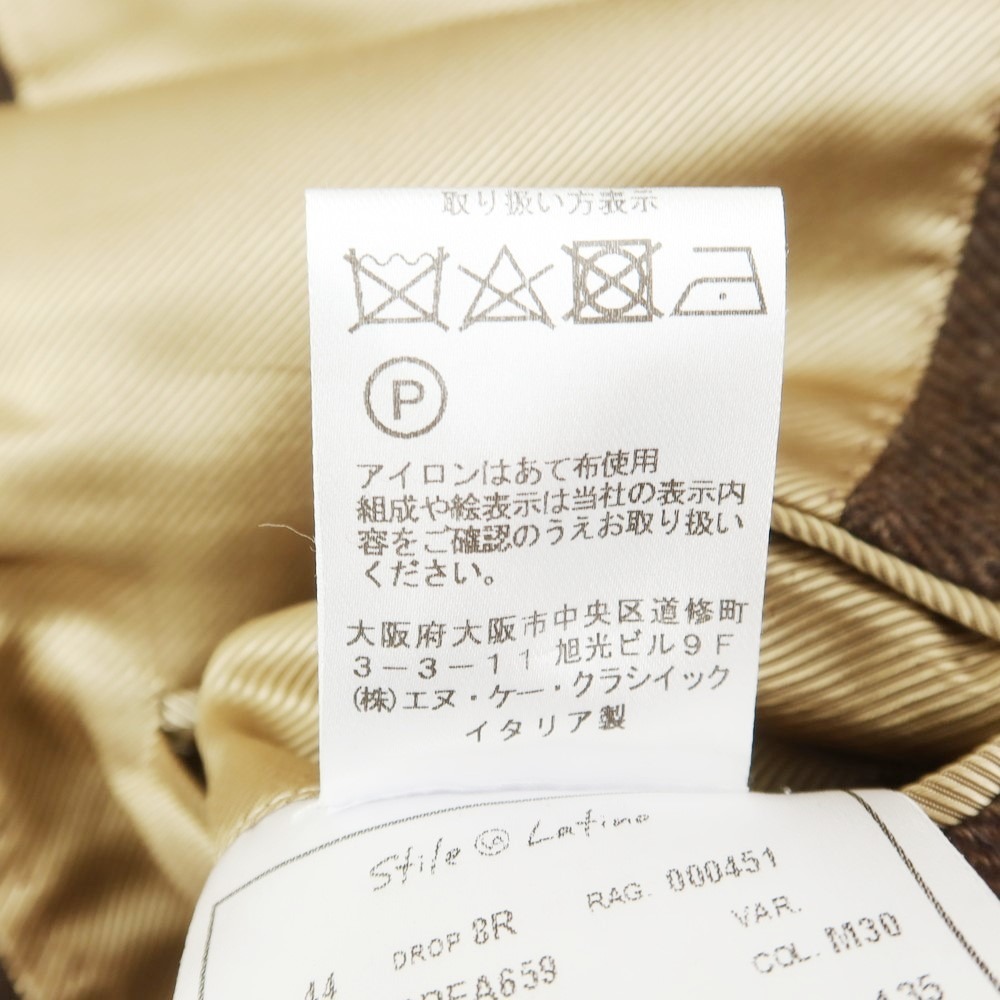 取り扱い方表示
P
アイロンはあて布使用
組成や絵表示は当社の表示内
容をご確認のうえお取り扱い
ください。
大阪府大阪市中央区道修町
3-3-11 旭光ビル9F
(株)エヌ・ケー・クラシイック
イタリア製
Stile Latino
RAG. 000451
DROP 8R
VAR.
44
COL. M30